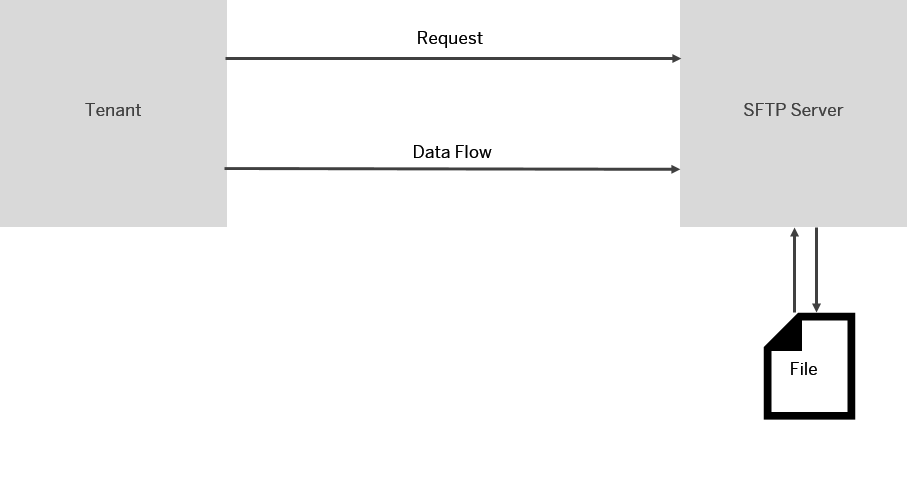 Request
Tenant
SFTP Server
Data Flow
File